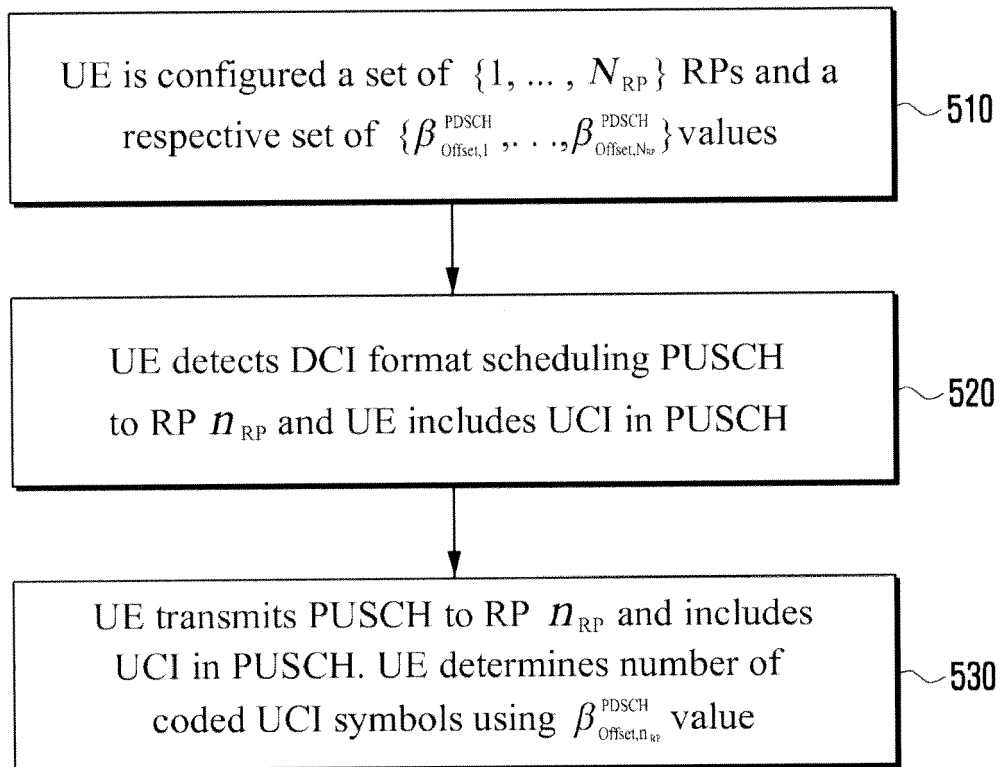 UE is configured a set of {1, ... , N_RP} RPs and a
respective set of {β^PDSCH_Offset,1 ,. . .,β^PDSCH_Offset,N_RP}values
510
UE detects DCI format scheduling PUSCH
to RP n_RP and UE includes UCI in PUSCH
520
UE transmits PUSCH to RP n_RP and includes
UCI in PUSCH. UE determines number of
coded UCI symbols using β^PDSCH_Offset,n_RP value
530